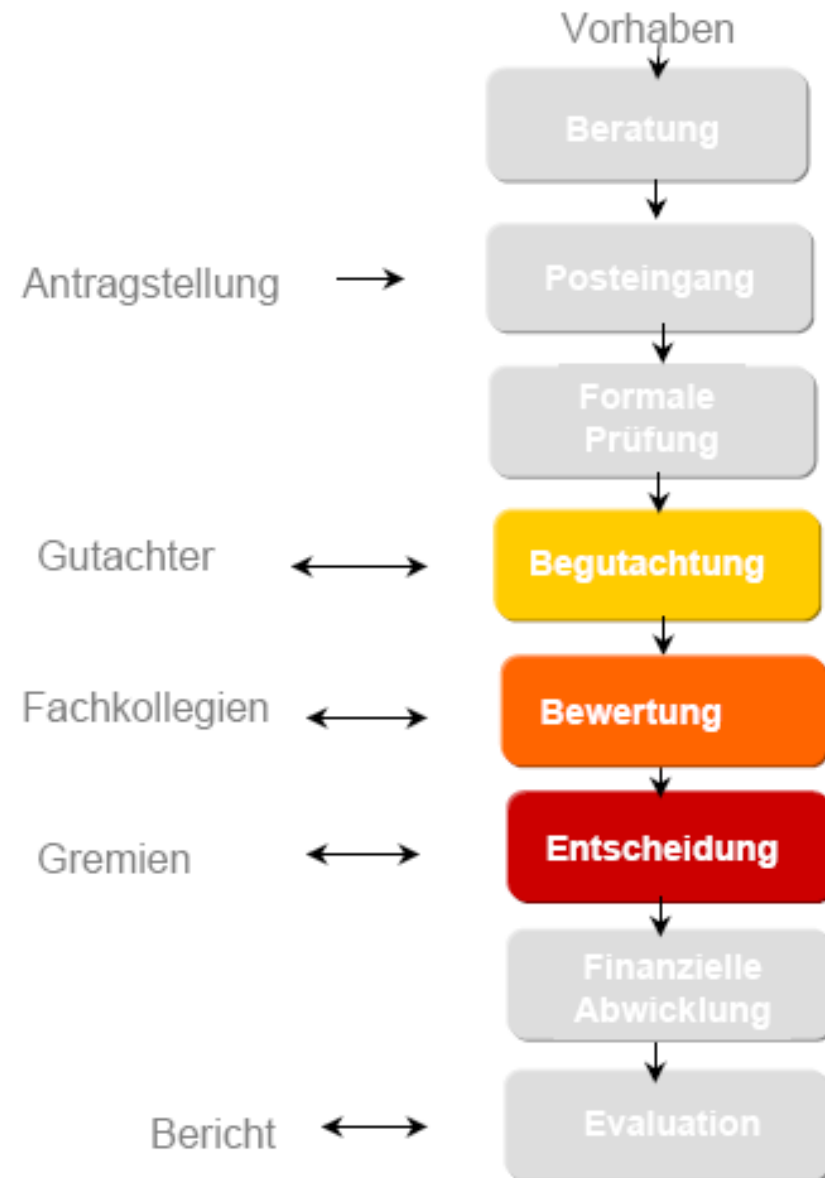 Vorhaben
Beratung
Antragstellung
Posteingang
Formale
Prüfung
Gutachter
Begutachtung
Fachkollegien
Bewertung
Gremien
Entscheidung
Finanzielle
Abwicklung
Bericht
Evaluation